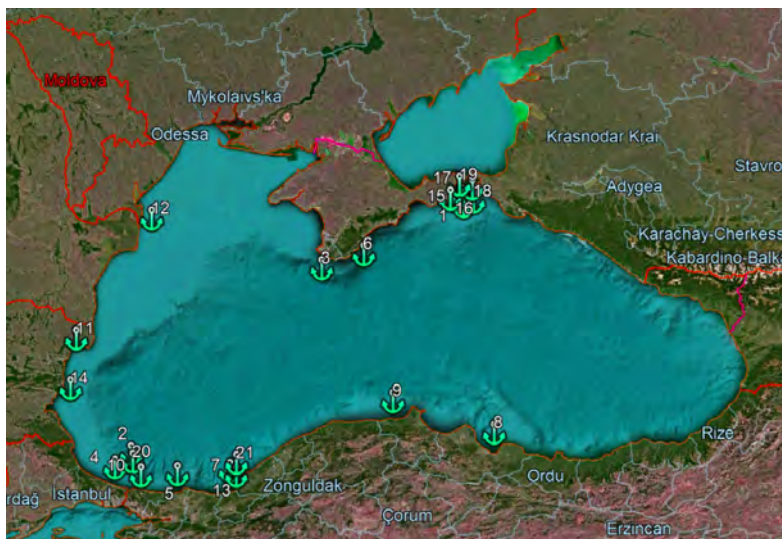 Moldova
Mykolaivs'ka
Odessa
Krasnodar Krai
Stavro
Adygea
Karachay-Cherkess
Kabardino-Balka
17 19
15 18
1 16
12
3 6
11
14
9
8
2
4 10 20
5
7 21
13
Rize
Ordu
Zonguldak
Istanbul
rdağ
Çorum
Erzincan